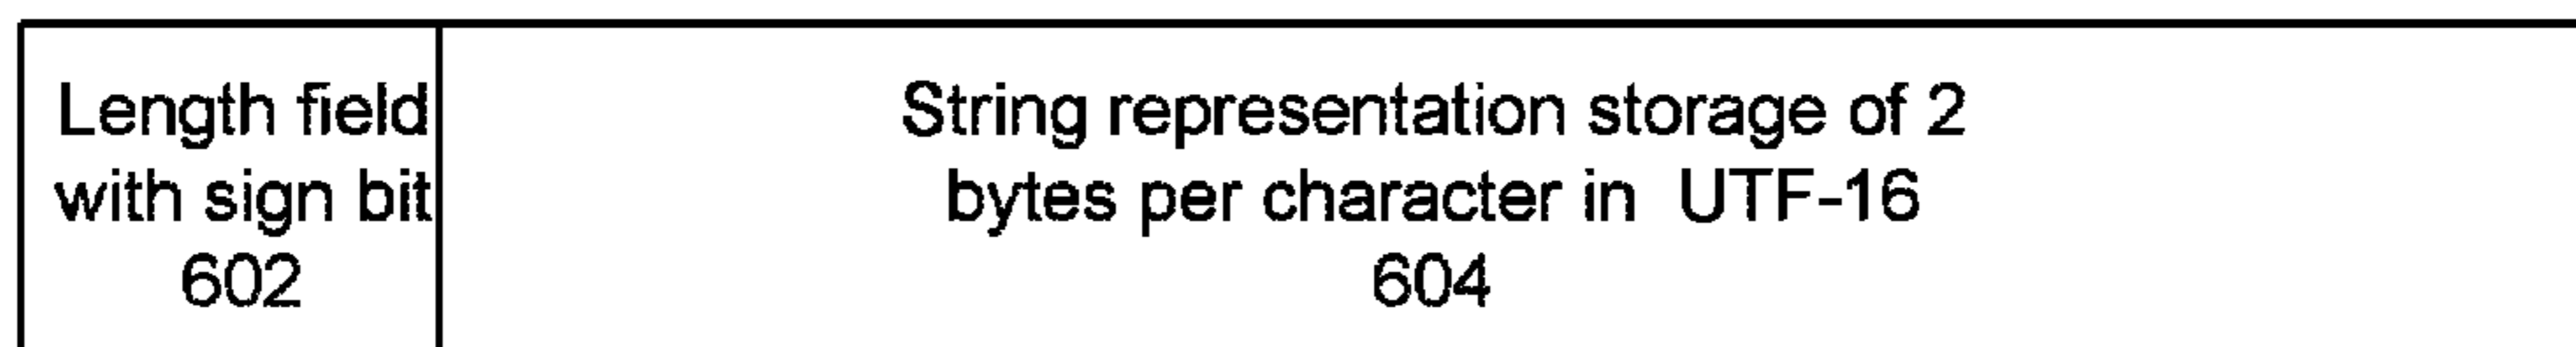 Length field
with sign bit
602
String representation storage of 2
bytes per character in  UTF-16
604